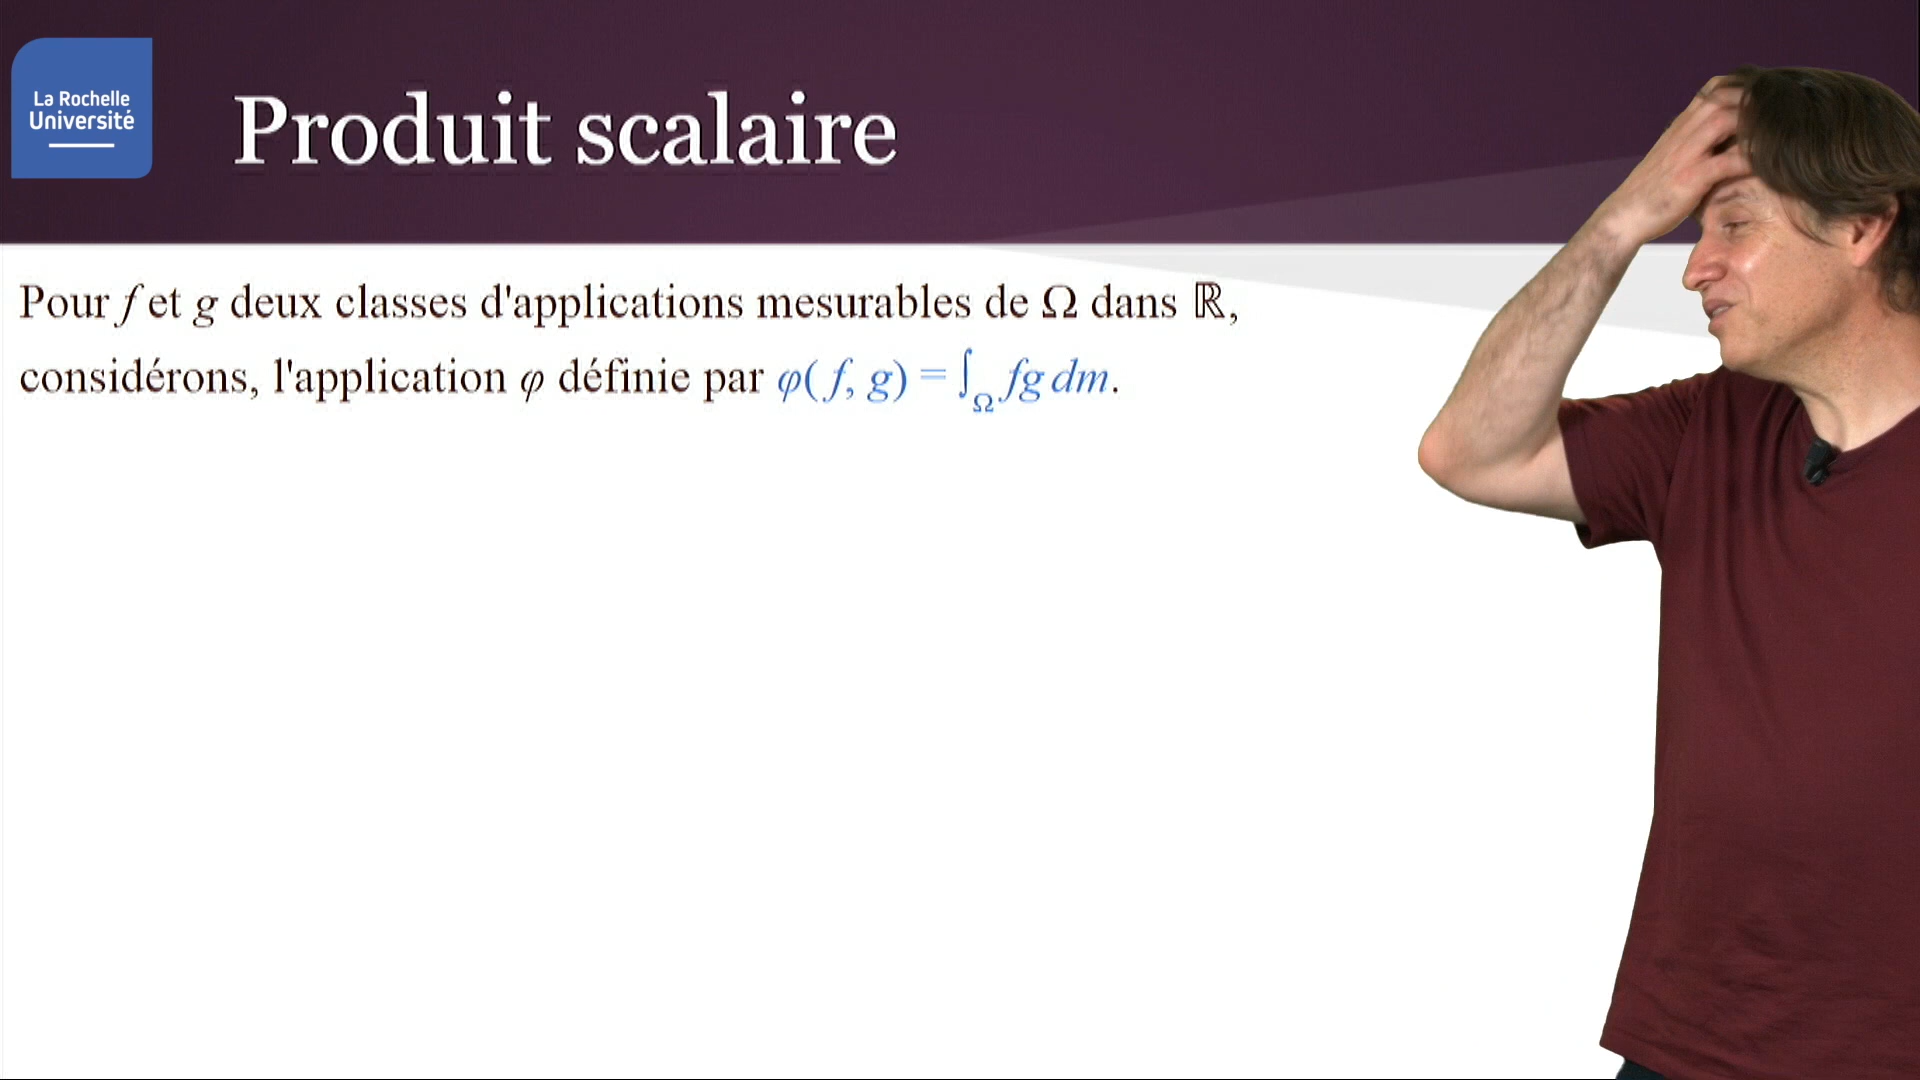 La Rochelle
Université
Produit scalaire
Pour f et g deux classes d'applications mesurables de Ω dans ℝ,
considérons, l'application φ définie par φ( f, g) = ∫_Ω fg dm.